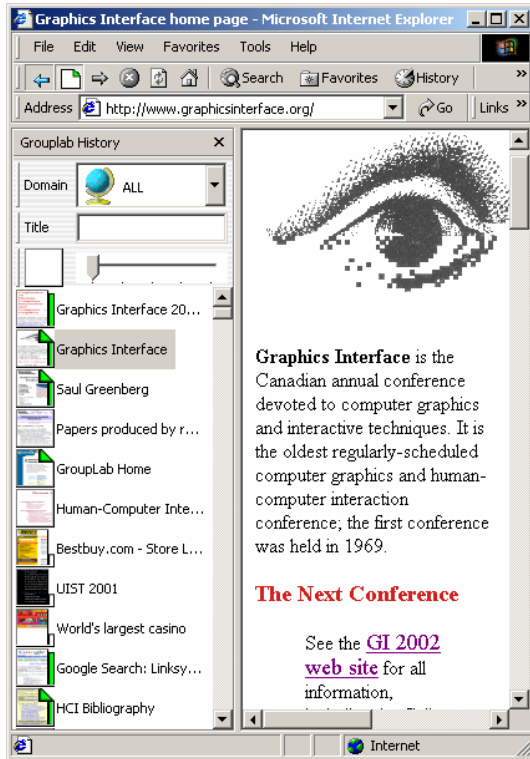 Graphics Interface home page - Microsoft Internet Explorer
File Edit View Favorites Tools Help
Search Favorites History »
Address http://www.graphicsinterface.org/ Go Links »
Grouplab History x
Domain ALL
Title
Graphics Interface 20...
Graphics Interface
Saul Greenberg
Papers produced by r...
GroupLab Home
Human-Computer Inte...
Bestbuy.com - Store L...
UIST 2001
World's largest casino
Google Search: Linksy...
HCI Bibliography
Graphics Interface is the
Canadian annual conference
devoted to computer graphics
and interactive techniques. It is
the oldest regularly-scheduled
computer graphics and human-
computer interaction
conference; the first conference
was held in 1969.
The Next Conference
See the GI 2002
web site for all
information,
Internet